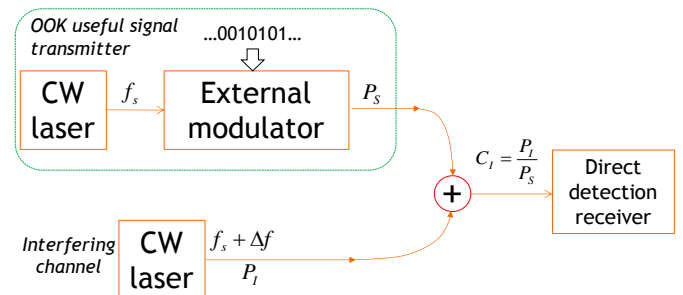 OOK useful signal
transmitter
...0010101...
CW
laser
f_s
External
modulator
P_S
C_I = P_I / P_S
Direct
detection
receiver
+
Interfering
channel
CW
laser
f_s + Δf
P_I